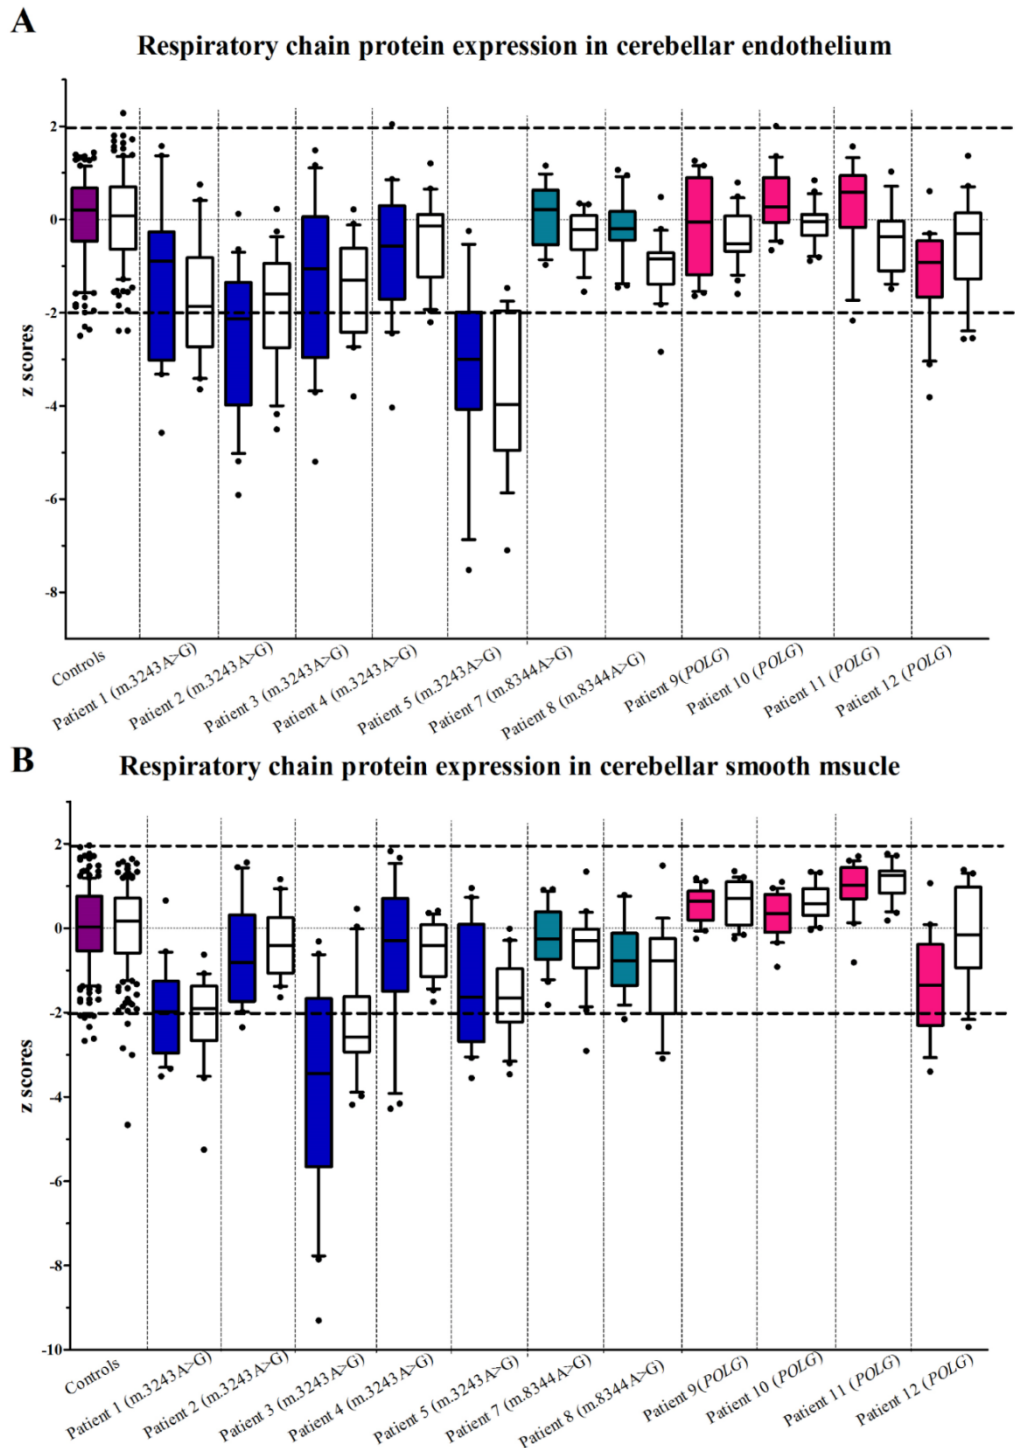 A
Respiratory chain protein expression in cerebellar endothelium
z scores
2
0
-2
-4
-6
-8
Controls
Patient 1 (m.3243A>G)
Patient 2 (m.3243A>G)
Patient 3 (m.3243A>G)
Patient 4 (m.3243A>G)
Patient 5 (m.3243A>G)
Patient 7 (m.8344A>G)
Patient 8 (m.8344A>G)
Patient 9(POLG)
Patient 10 (POLG)
Patient 11 (POLG)
Patient 12 (POLG)
B
Respiratory chain protein expression in cerebellar smooth msucle
z scores
2
0
-2
-4
-6
-8
-10
Controls
Patient 1 (m.3243A>G)
Patient 2 (m.3243A>G)
Patient 3 (m.3243A>G)
Patient 4 (m.3243A>G)
Patient 5 (m.3243A>G)
Patient 7 (m.8344A>G)
Patient 8 (m.8344A>G)
Patient 9(POLG)
Patient 10 (POLG)
Patient 11 (POLG)
Patient 12 (POLG)